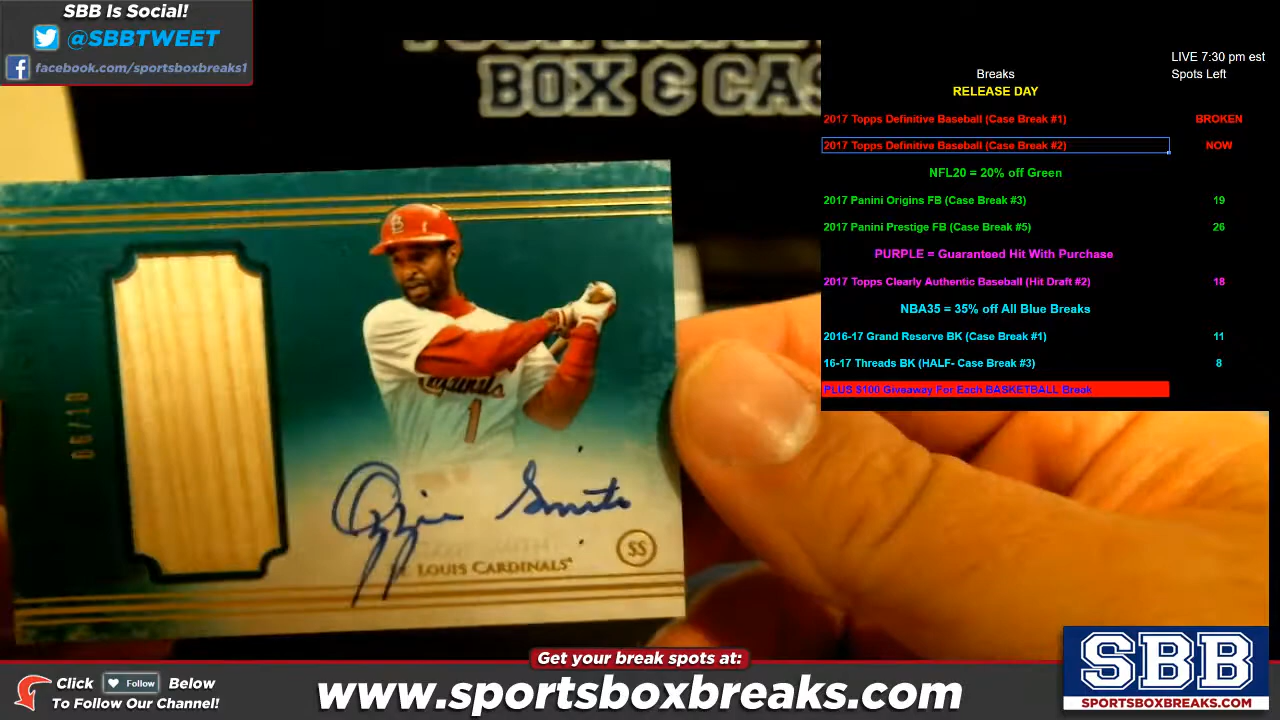 SBB Is Social!
@SBBTWEET
facebook.com/sportsboxbreaks1
BOX & CAS
LIVE 7:30 pm est
Breaks Spots Left
RELEASE DAY
2017 Topps Definitive Baseball (Case Break #1) BROKEN
2017 Topps Definitive Baseball (Case Break #2) NOW
NFL20 = 20% off Green
2017 Panini Origins FB (Case Break #3) 19
2017 Panini Prestige FB (Case Break #5) 26
PURPLE = Guaranteed Hit With Purchase
2017 Topps Clearly Authentic Baseball (Hit Draft #2) 18
NBA35 = 35% off All Blue Breaks
2016-17 Grand Reserve BK (Case Break #1) 11
16-17 Threads BK (HALF- Case Break #3) 8
PLUS $100 Giveaway For Each BASKETBALL Break
Cardinals
1
06/10
Ozzie Smith
SMITH
LOUIS CARDINALS
SS
Get your break spots at:
www.sportsboxbreaks.com
Click Follow Below
To Follow Our Channel!
SBB
SPORTSBOXBREAKS.COM